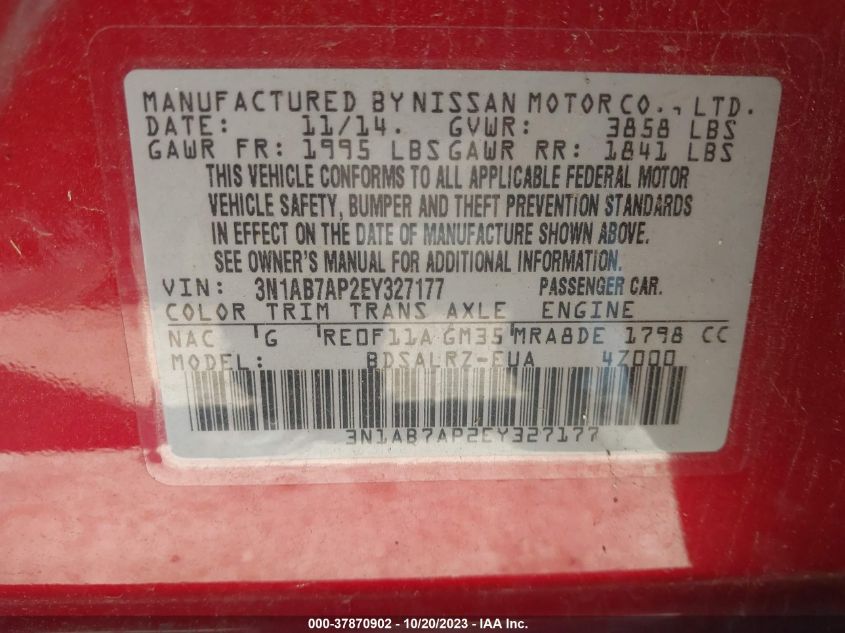 MANUFACTURED BY NISSAN MOTOR CO., LTD.
DATE: 11/14. GVWR: 3858 LBS
GAWR FR: 1995 LBS GAWR RR: 1841 LBS
THIS VEHICLE CONFORMS TO ALL APPLICABLE FEDERAL MOTOR
VEHICLE SAFETY, BUMPER AND THEFT PREVENTION STANDARDS
IN EFFECT ON THE DATE OF MANUFACTURE SHOWN ABOVE.
SEE OWNER'S MANUAL FOR ADDITIONAL INFORMATION.
VIN: 3N1AB7AP2EY327177 PASSENGER CAR.
COLOR TRIM TRANS AXLE ENGINE
NAC G RE0F11A GM35 MRA8DE 1798 CC
MODEL: BDSALRZ-EUA 4Z000
3N1AB7AP2EY327177
000-37870902 - 10/20/2023 - IAA Inc.